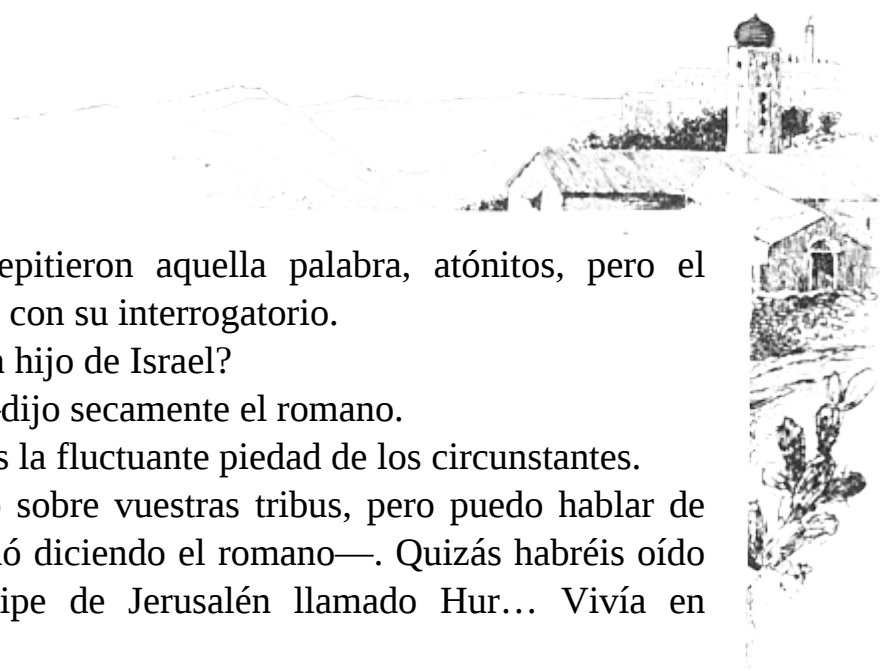 epitieron aquella palabra, atónitos, pero el
con su interrogatorio.
hijo de Israel?
dijo secamente el romano.
la fluctuante piedad de los circunstantes.
sobre vuestras tribus, pero puedo hablar de
ó diciendo el romano—. Quizás habréis oído
ipe de Jerusalén llamado Hur… Vivía en